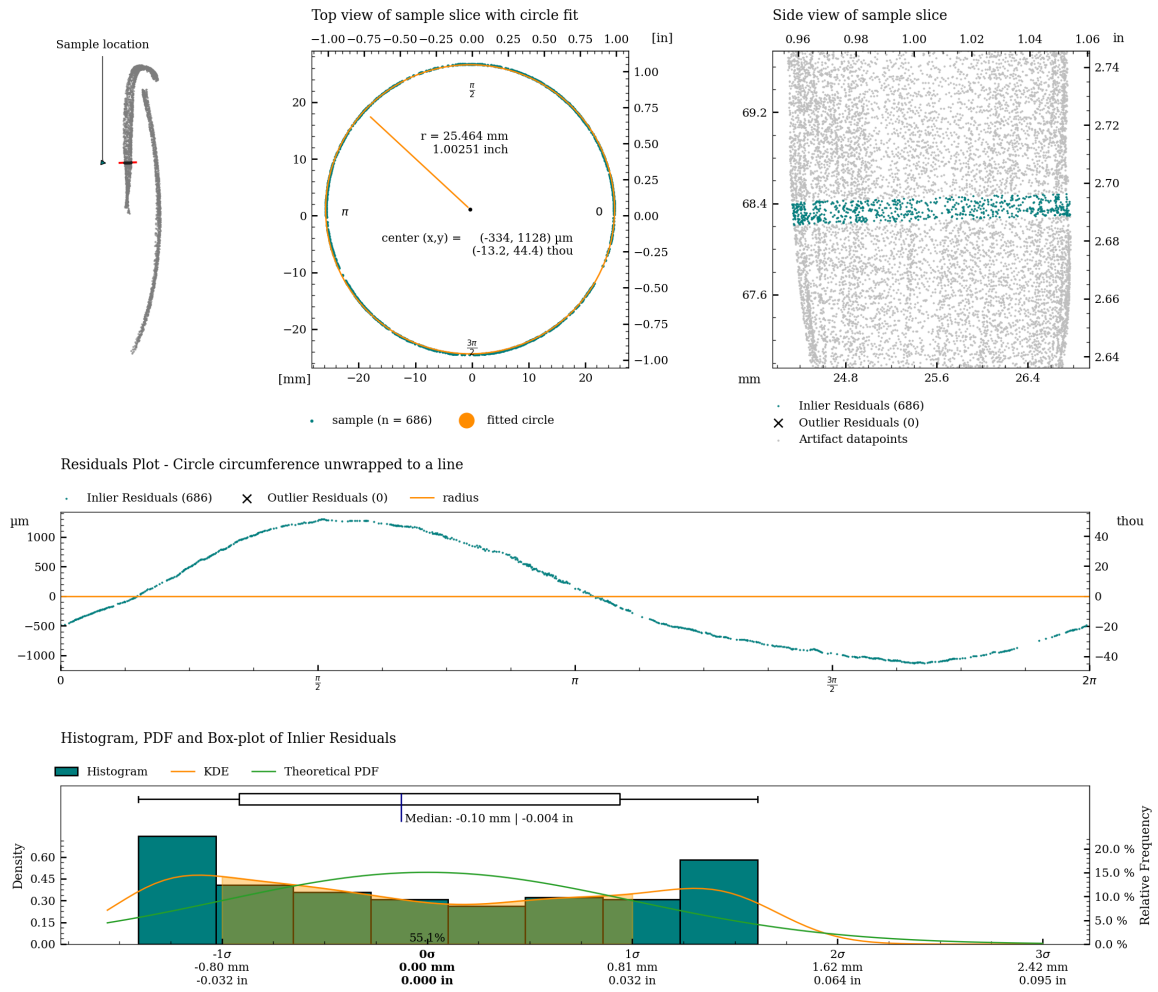 Sample location
Top view of sample slice with circle fit
−1.00 −0.75 −0.50 −0.25 0.00 0.25 0.50 0.75 1.00 [in]
20
10
0
−10
−20
π/2
π
0
3π/2
r = 25.464 mm
1.00251 inch
center (x,y) = (-334, 1128) µm
(-13.2, 44.4) thou
1.00
0.75
0.50
0.25
0.00
−0.25
−0.50
−0.75
−1.00
[mm] −20 −10 0 10 20
sample (n = 686) fitted circle
Side view of sample slice
0.96 0.98 1.00 1.02 1.04 1.06 in
69.2
68.4
67.6
2.74
2.72
2.70
2.68
2.66
2.64
mm 24.8 25.6 26.4
Inlier Residuals (686)
Outlier Residuals (0)
Artifact datapoints
Residuals Plot - Circle circumference unwrapped to a line
Inlier Residuals (686) Outlier Residuals (0) radius
µm thou
1000 40
500 20
0 0
−500 −20
−1000 −40
0 π/2 π 3π/2 2π
Histogram, PDF and Box-plot of Inlier Residuals
Histogram KDE Theoretical PDF
Median: -0.10 mm | -0.004 in
Density
0.60
0.45
0.30
0.15
0.00
Relative Frequency
20.0 %
15.0 %
10.0 %
5.0 %
0.0 %
55.1%
-1σ 0σ 1σ 2σ 3σ
-0.80 mm 0.00 mm 0.81 mm 1.62 mm 2.42 mm
-0.032 in 0.000 in 0.032 in 0.064 in 0.095 in